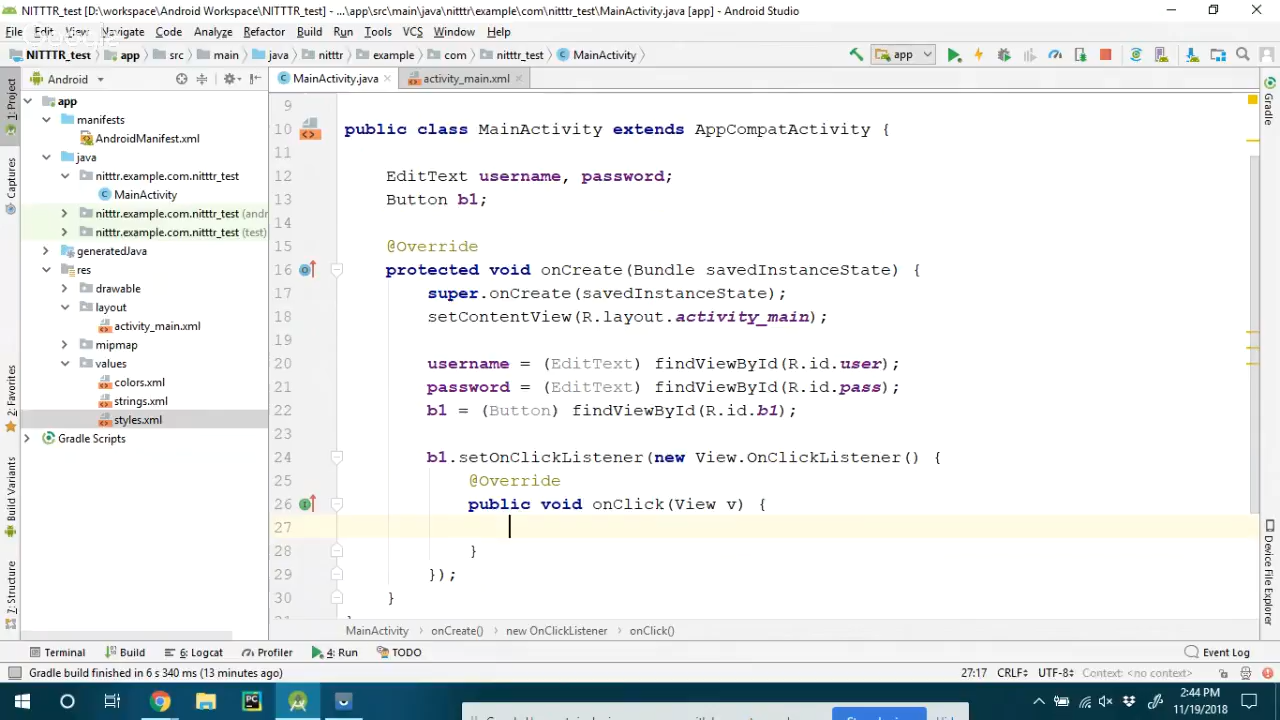 NITTTR_test [D:\workspace\Android Workspace\NITTTR_test] - ...\app\src\main\java\nitttr\example\com\nitttr_test\MainActivity.java [app] - Android Studio
File Edit View Navigate Code Analyze Refactor Build Run Tools VCS Window Help
NITTTR_test app src main java nitttr example com nitttr_test MainActivity app
Android MainActivity.java activity_main.xml
1: Project
Captures
2: Favorites
Build Variants
7: Structure
app
manifests
AndroidManifest.xml
java
nitttr.example.com.nitttr_test
MainActivity
nitttr.example.com.nitttr_test (andr
nitttr.example.com.nitttr_test (test)
generatedJava
res
drawable
layout
activity_main.xml
mipmap
values
colors.xml
strings.xml
styles.xml
Gradle Scripts
9
10 public class MainActivity extends AppCompatActivity {
11
12 EditText username, password;
13 Button b1;
14
15 @Override
16 protected void onCreate(Bundle savedInstanceState) {
17 super.onCreate(savedInstanceState);
18 setContentView(R.layout.activity_main);
19
20 username = (EditText) findViewById(R.id.user);
21 password = (EditText) findViewById(R.id.pass);
22 b1 = (Button) findViewById(R.id.b1);
23
24 b1.setOnClickListener(new View.OnClickListener() {
25 @Override
26 public void onClick(View v) {
27
28 }
29 });
30 }
Gradle
Device File Explorer
MainActivity onCreate() new OnClickListener onClick()
Terminal Build 6: Logcat Profiler 4: Run TODO Event Log
Gradle build finished in 6 s 340 ms (13 minutes ago) 27:17 CRLF UTF-8 Context: <no context>
2:44 PM
11/19/2018